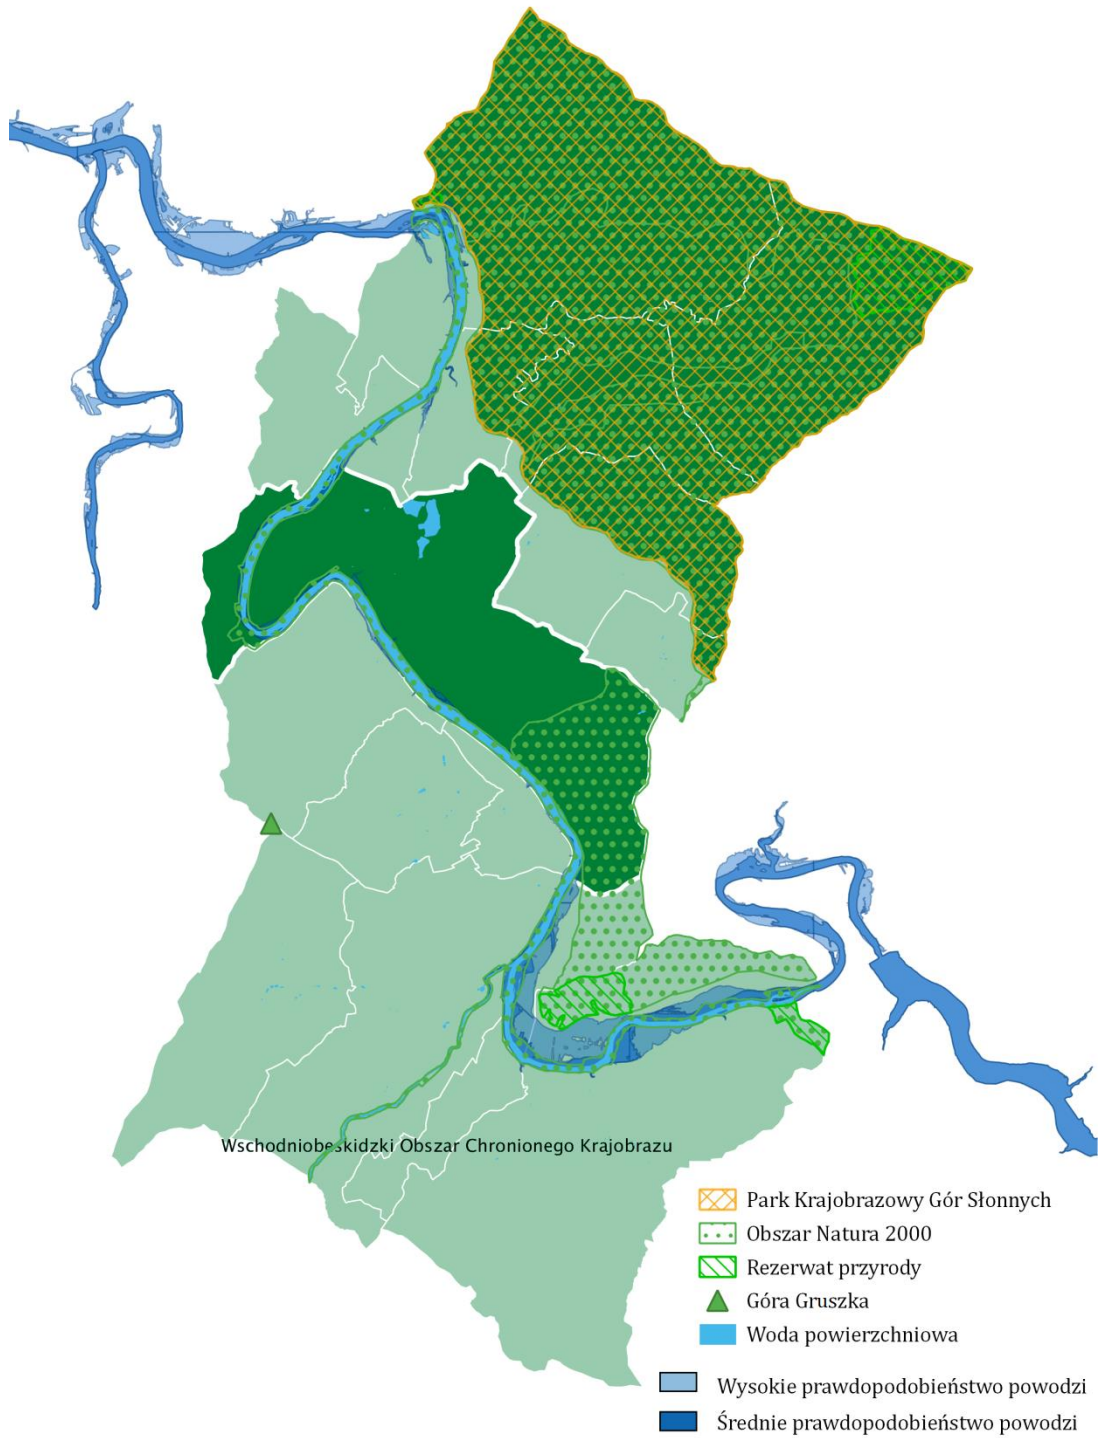 Wschodniobeskidzki Obszar Chronionego Krajobrazu
Park Krajobrazowy Gór Słonnych
Obszar Natura 2000
Rezerwat przyrody
Góra Gruszka
Woda powierzchniowa
Wysokie prawdopodobieństwo powodzi
Średnie prawdopodobieństwo powodzi